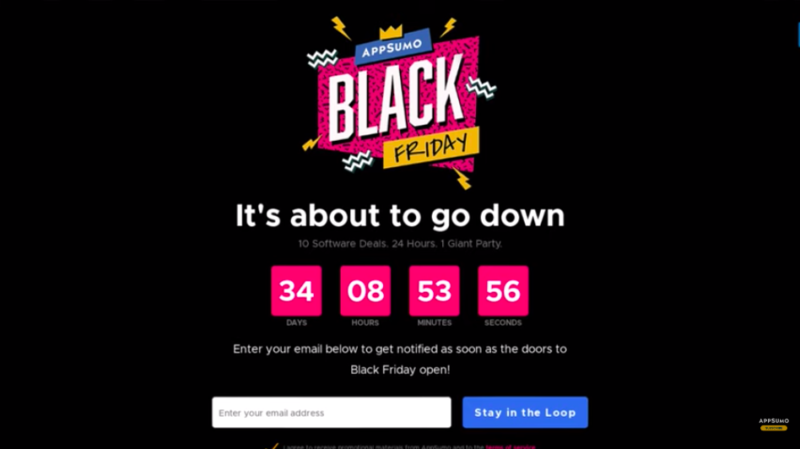 APPSUMO
BLACK
FRIDAY
It's about to go down
10 Software Deals. 24 Hours. 1 Giant Party.
34 08 53 56
DAYS HOURS MINUTES SECONDS
Enter your email below to get notified as soon as the doors to
Black Friday open!
Enter your email address
Stay in the Loop
APPSUMO
I agree to receive promotional materials from AppSumo and to the terms of service